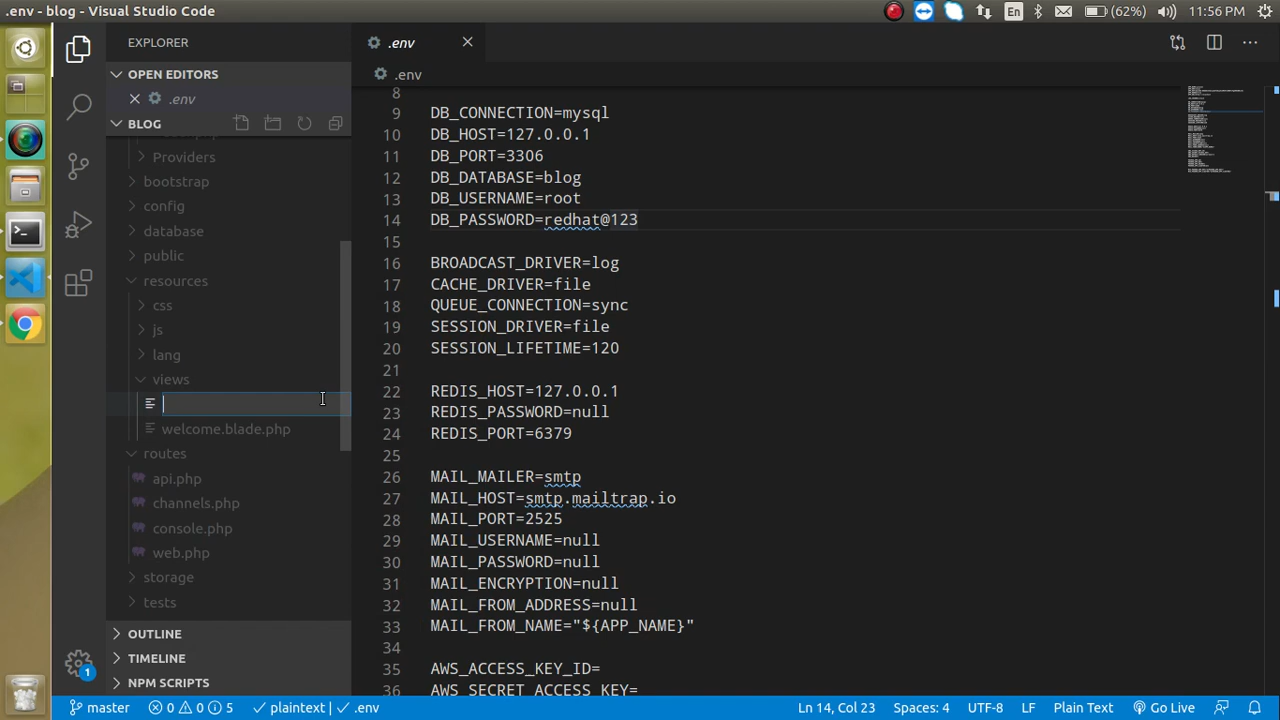 .env - blog - Visual Studio Code
En
(62%)
11:56 PM
EXPLORER
OPEN EDITORS
.env
BLOG
Providers
bootstrap
config
database
public
resources
css
js
lang
views
welcome.blade.php
routes
api.php
channels.php
console.php
web.php
storage
tests
OUTLINE
TIMELINE
NPM SCRIPTS
1
.env
.env
8
9 DB_CONNECTION=mysql
10 DB_HOST=127.0.0.1
11 DB_PORT=3306
12 DB_DATABASE=blog
13 DB_USERNAME=root
14 DB_PASSWORD=redhat@123
15
16 BROADCAST_DRIVER=log
17 CACHE_DRIVER=file
18 QUEUE_CONNECTION=sync
19 SESSION_DRIVER=file
20 SESSION_LIFETIME=120
21
22 REDIS_HOST=127.0.0.1
23 REDIS_PASSWORD=null
24 REDIS_PORT=6379
25
26 MAIL_MAILER=smtp
27 MAIL_HOST=smtp.mailtrap.io
28 MAIL_PORT=2525
29 MAIL_USERNAME=null
30 MAIL_PASSWORD=null
31 MAIL_ENCRYPTION=null
32 MAIL_FROM_ADDRESS=null
33 MAIL_FROM_NAME="${APP_NAME}"
34
35 AWS_ACCESS_KEY_ID=
36 AWS_SECRET_ACCESS_KEY=
master
0 0 5
plaintext | .env
Ln 14, Col 23
Spaces: 4
UTF-8
LF
Plain Text
Go Live